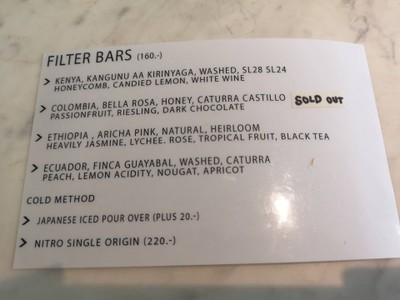 FILTER BARS (160.-)
> KENYA, KANGUNU AA KIRINYAGA, WASHED, SL28 SL24
HONEYCOMB, CANDIED LEMON, WHITE WINE
> COLOMBIA, BELLA ROSA, HONEY, CATURRA CASTILLO SOLD OUT
PASSIONFRUIT, RIESLING, DARK CHOCOLATE
> ETHIOPIA , ARICHA PINK, NATURAL, HEIRLOOM
HEAVILY JASMINE, LYCHEE. ROSE, TROPICAL FRUIT, BLACK TEA
> ECUADOR, FINCA GUAYABAL, WASHED, CATURRA
PEACH, LEMON ACIDITY, NOUGAT, APRICOT
COLD METHOD
> JAPANESE ICED POUR OVER (PLUS 20.-)
> NITRO SINGLE ORIGIN (220.-)